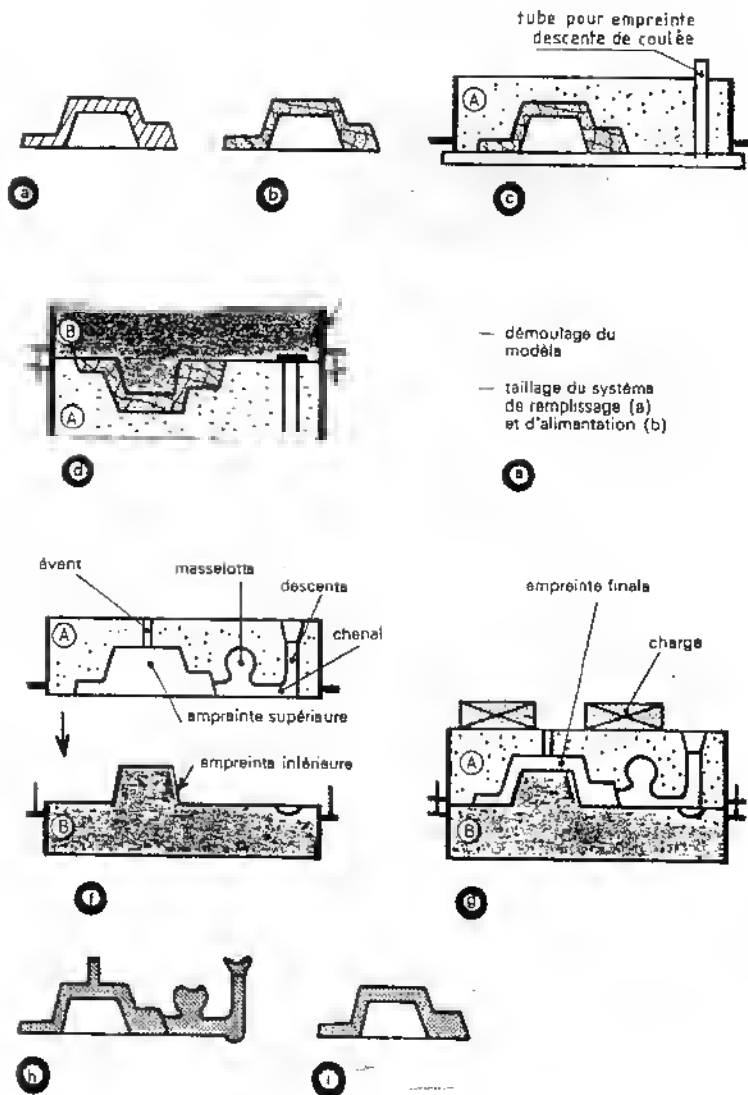 tube pour empreinte
descente de coulée
A
a
b
c
B
A
d
— démoulage du
modèle
— taillage du système
de remplissage (a)
et d'alimentation (b)
e
évent
masselotte
descente
chenal
A
empreinte supérieure
empreinte inférieure
B
f
empreinte finale
charge
A
B
g
h
i